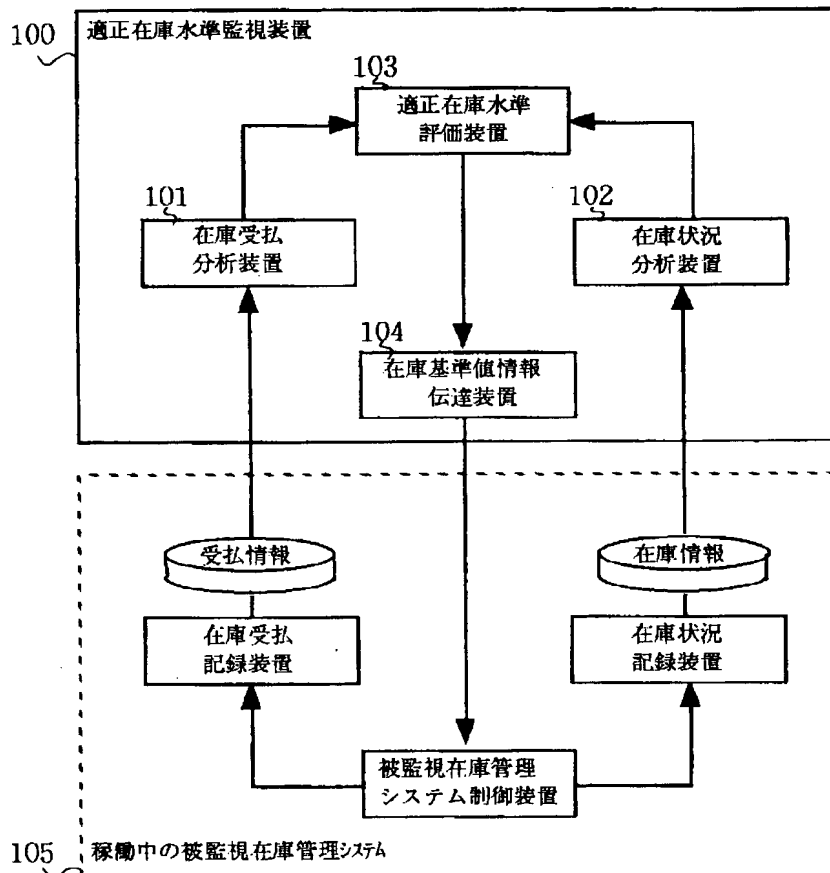 100
適正在庫水準監視装置
103
適正在庫水準
評価装置
101
在庫受払
分析装置
102
在庫状況
分析装置
104
在庫基準値情報
伝達装置
受払情報
在庫情報
在庫受払
記録装置
在庫状況
記録装置
被監視在庫管理
システム制御装置
105
稼働中の被監視在庫管理システム